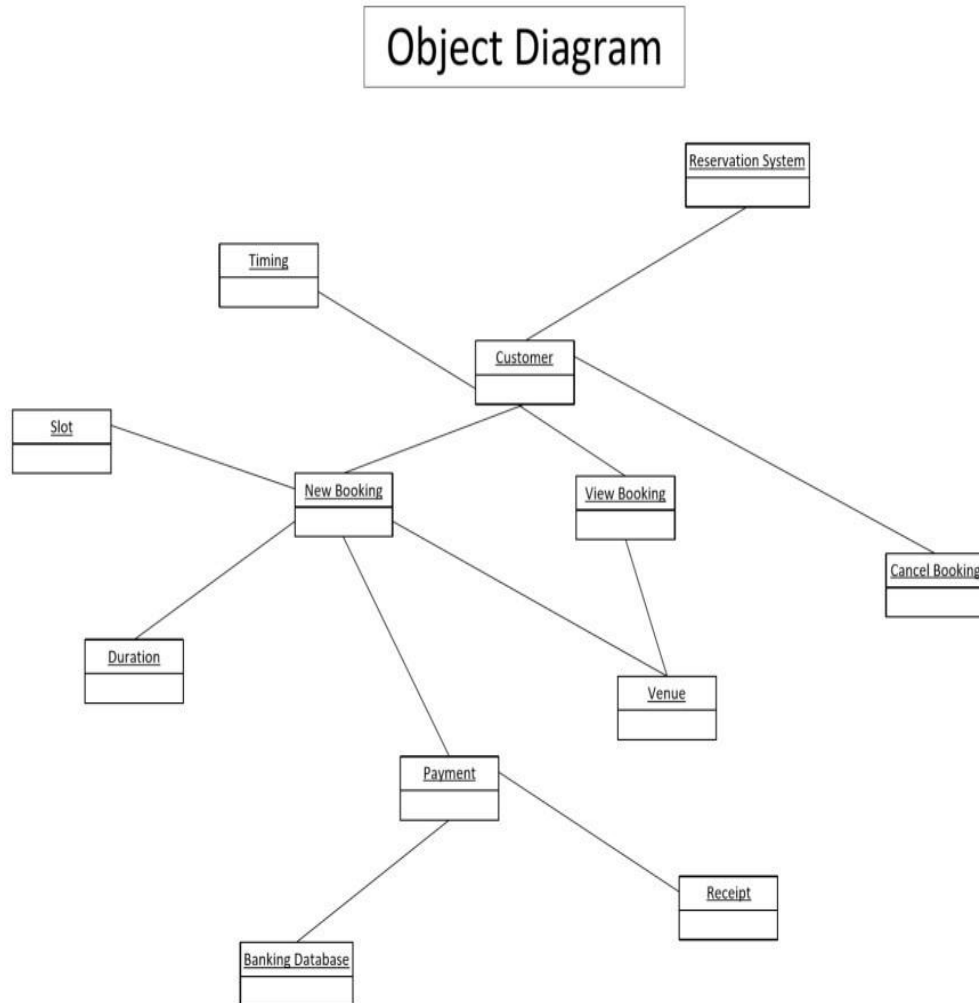 Object Diagram
Reservation System
Timing
Customer
Slot
New Booking
View Booking
Cancel Booking
Duration
Venue
Payment
Receipt
Banking Database